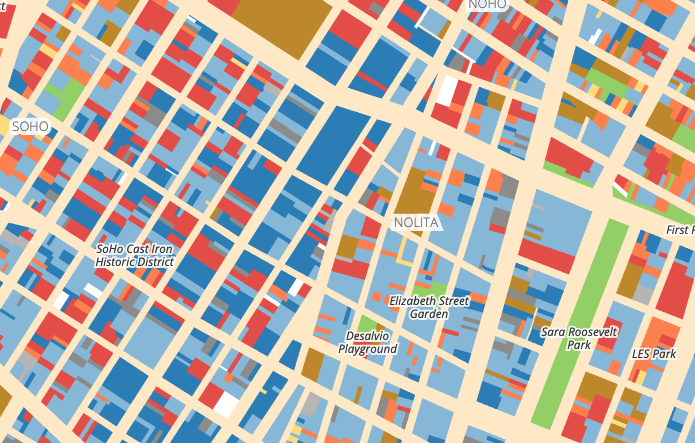 NOHO
SOHO
NOLITA
First
SoHo Cast Iron
Historic District
Elizabeth Street
Garden
Desalvio
Playground
Sara Roosevelt
Park
LES Park